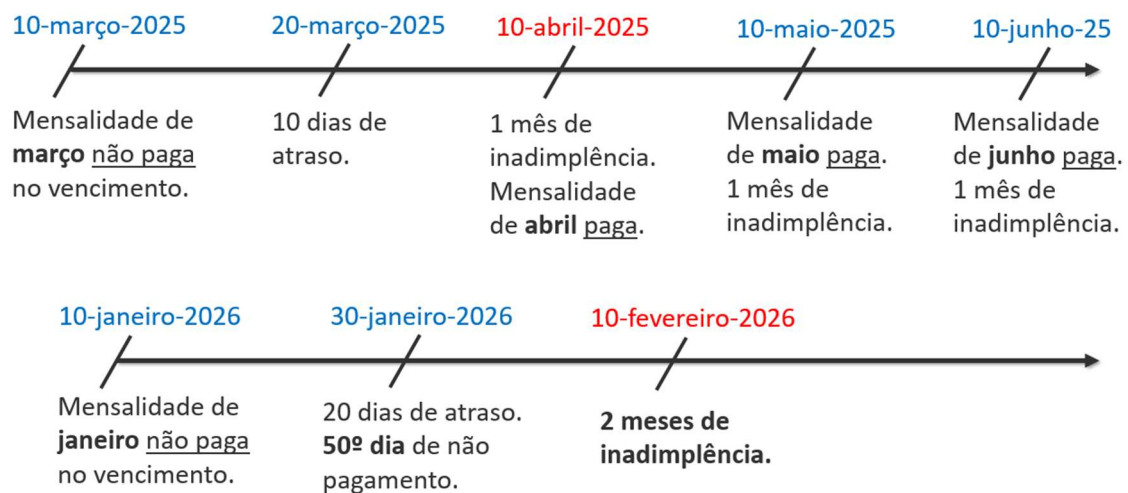 10-março-2025 20-março-2025 10-abril-2025 10-maio-2025 10-junho-25
Mensalidade de
março não paga
no vencimento.
10 dias de
atraso.
1 mês de
inadimplência.
Mensalidade
de abril paga.
Mensalidade
de maio paga.
1 mês de
inadimplência.
Mensalidade
de junho paga.
1 mês de
inadimplência.
10-janeiro-2026 30-janeiro-2026 10-fevereiro-2026
Mensalidade de
janeiro não paga
no vencimento.
20 dias de atraso.
50º dia de não
pagamento.
2 meses de
inadimplência.